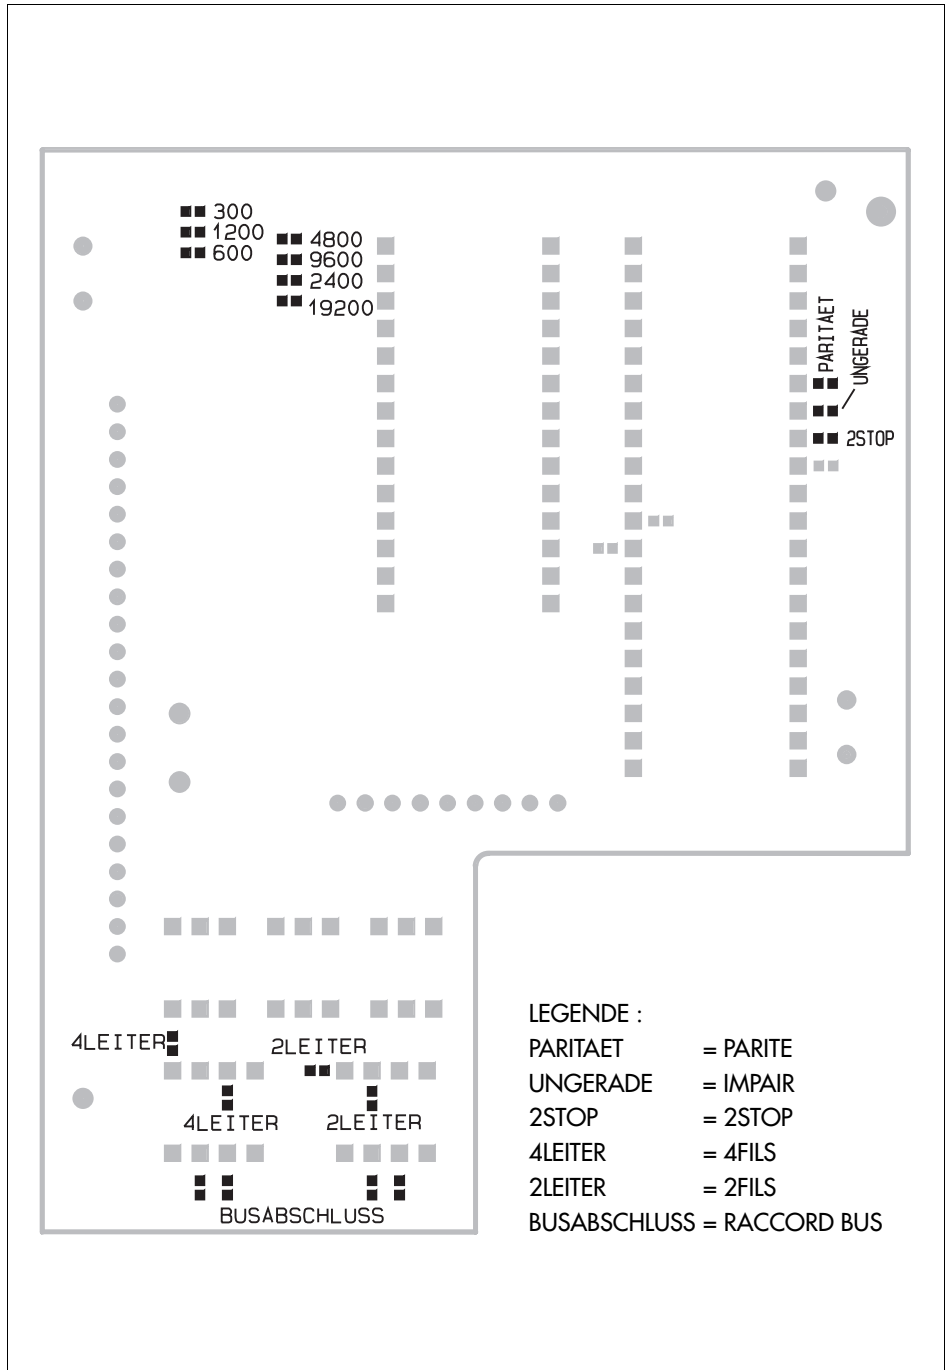 300
1200
600
4800
9600
2400
19200
PARITAET
UNGERADE
2STOP
4LEITER
2LEITER
4LEITER
2LEITER
BUSABSCHLUSS
LEGENDE :
PARITAET = PARITE
UNGERADE = IMPAIR
2STOP = 2STOP
4LEITER = 4FILS
2LEITER = 2FILS
BUSABSCHLUSS = RACCORD BUS